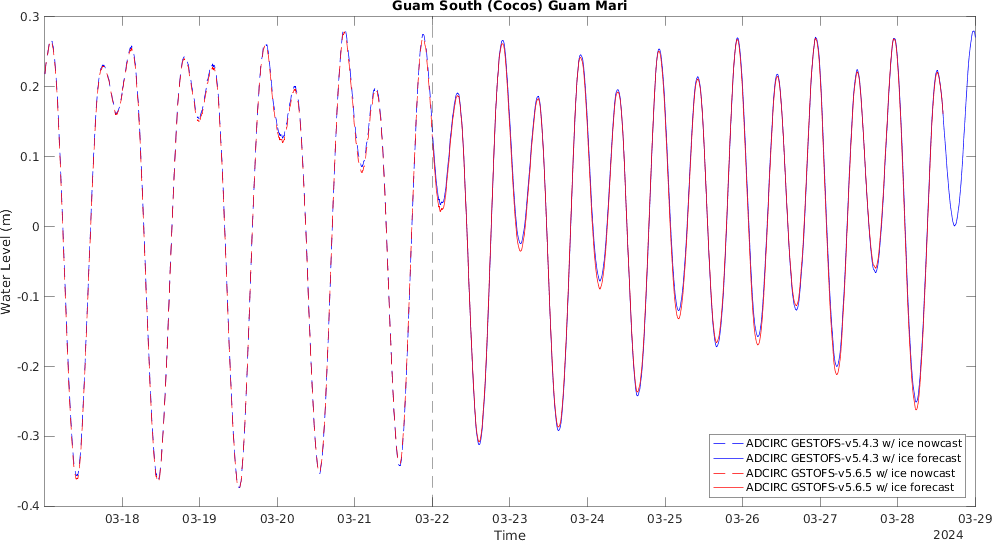 Guam South (Cocos) Guam Mari
0.3
0.2
0.1
0
-0.1
-0.2
-0.3
-0.4
Water Level (m)
ADCIRC GESTOFS-v5.4.3 w/ ice nowcast
ADCIRC GESTOFS-v5.4.3 w/ ice forecast
ADCIRC GSTOFS-v5.6.5 w/ ice nowcast
ADCIRC GSTOFS-v5.6.5 w/ ice forecast
03-18 03-19 03-20 03-21 03-22 03-23 03-24 03-25 03-26 03-27 03-28 03-29
Time
2024